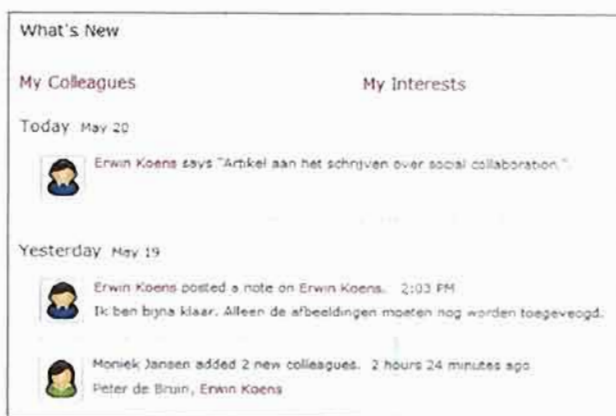 What's New
My Colleagues My Interests
Today May 20
Erwin Koens says "Artikel aan het schrijven over social collaboration.".
Yesterday May 19
Erwin Koens posted a note on Erwin Koens. 2:03 PM
Ik ben bijna klaar. Alleen de afbeeldingen moeten nog worden toegeveogd.
Moniek Jansen added 2 new colleagues. 2 hours 24 minutes ago
Peter de Bruin, Erwin Koens